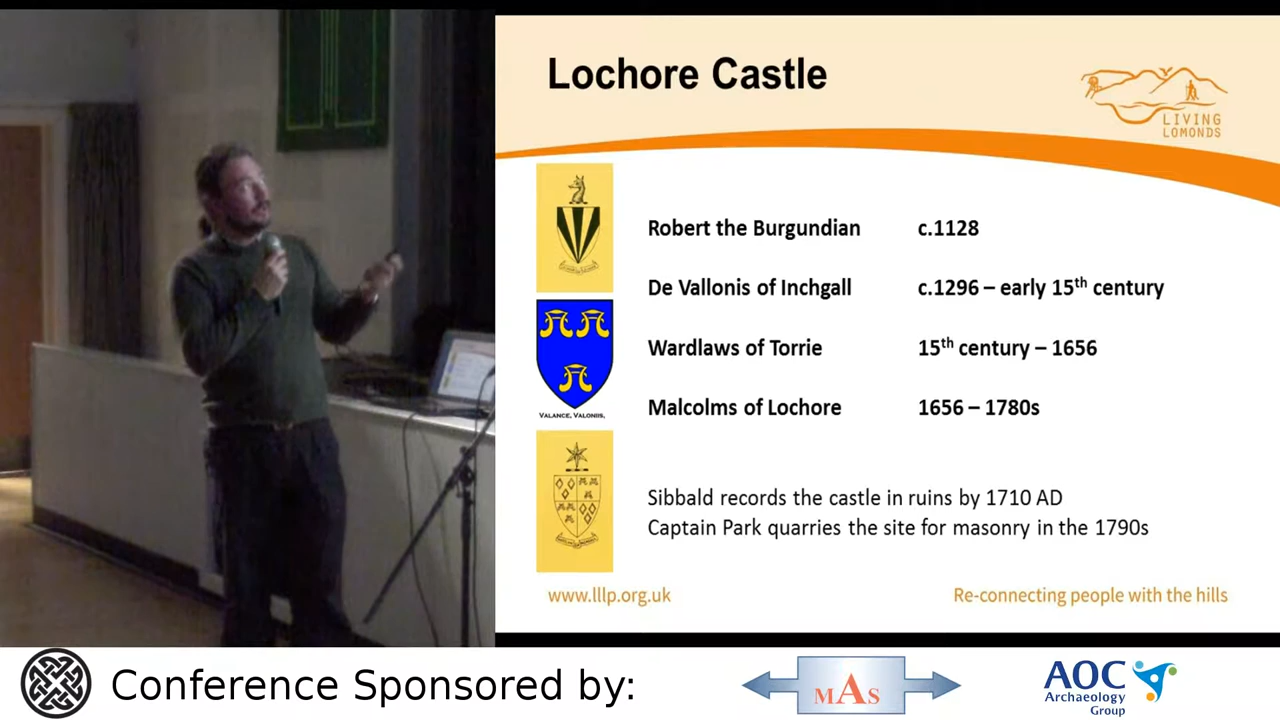 Lochore Castle
LIVING
LOMONDS
Robert the Burgundian c.1128
De Vallonis of Inchgall c.1296 – early 15th century
Wardlaws of Torrie 15th century – 1656
Malcolms of Lochore 1656 – 1780s
VALANCE, VALONIIS,
Sibbald records the castle in ruins by 1710 AD
Captain Park quarries the site for masonry in the 1790s
www.lllp.org.uk Re-connecting people with the hills
Conference Sponsored by:
MAS
AOC
Archaeology
Group